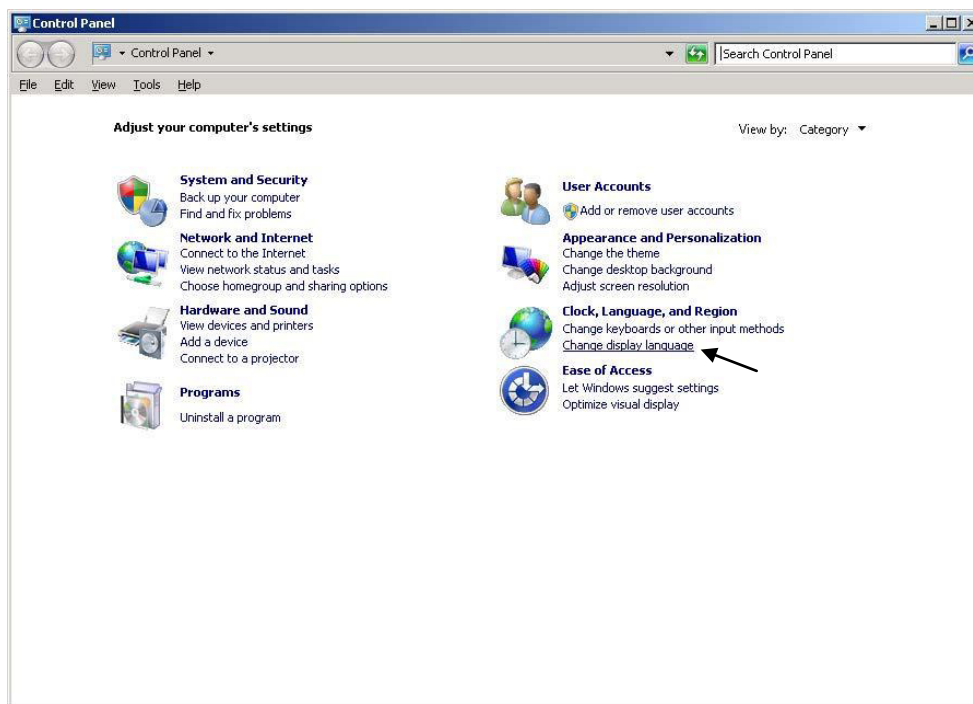 Control Panel
Control Panel
Search Control Panel
File Edit View Tools Help
Adjust your computer's settings
View by: Category
System and Security
Back up your computer
Find and fix problems
Network and Internet
Connect to the Internet
View network status and tasks
Choose homegroup and sharing options
Hardware and Sound
View devices and printers
Add a device
Connect to a projector
Programs
Uninstall a program
User Accounts
Add or remove user accounts
Appearance and Personalization
Change the theme
Change desktop background
Adjust screen resolution
Clock, Language, and Region
Change keyboards or other input methods
Change display language
Ease of Access
Let Windows suggest settings
Optimize visual display